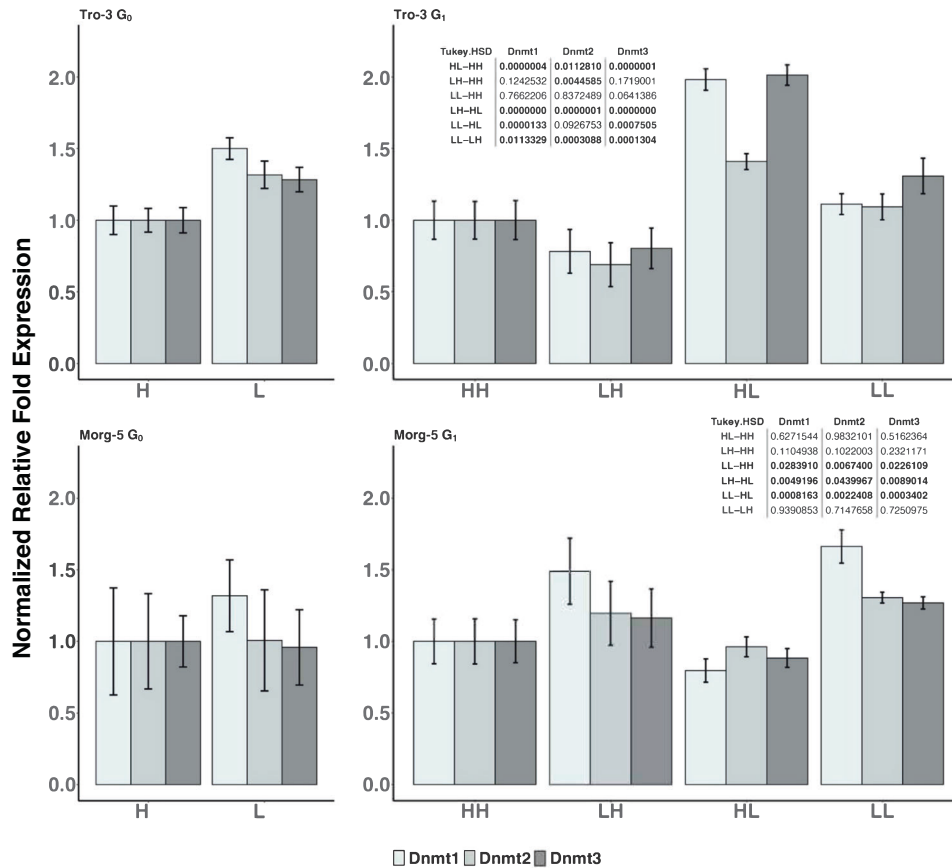 Tro-3 G0
Tro-3 G1
Tukey.HSD Dnmt1 Dnmt2 Dnmt3
HL–HH 0.0000004 0.0112810 0.0000001
LH–HH 0.1242532 0.0044585 0.1719001
LL–HH 0.7662206 0.8372489 0.0641386
LH–HL 0.0000000 0.0000001 0.0000000
LL–HL 0.0000133 0.0926753 0.0007505
LL–LH 0.0113329 0.0003088 0.0001304
2.0
1.5
1.0
0.5
0.0
2.0
1.5
1.0
0.5
0.0
H L
HH LH HL LL
Normalized Relative Fold Expression
Morg-5 G0
Morg-5 G1
Tukey.HSD Dnmt1 Dnmt2 Dnmt3
HL–HH 0.6271544 0.9832101 0.5162364
LH–HH 0.1104938 0.1022003 0.2321171
LL–HH 0.0283910 0.0067400 0.0226109
LH–HL 0.0049196 0.0439967 0.0089014
LL–HL 0.0008163 0.0022408 0.0003402
LL–LH 0.9390853 0.7147658 0.7250975
2.0
1.5
1.0
0.5
0.0
2.0
1.5
1.0
0.5
0.0
H L
HH LH HL LL
Dnmt1 Dnmt2 Dnmt3